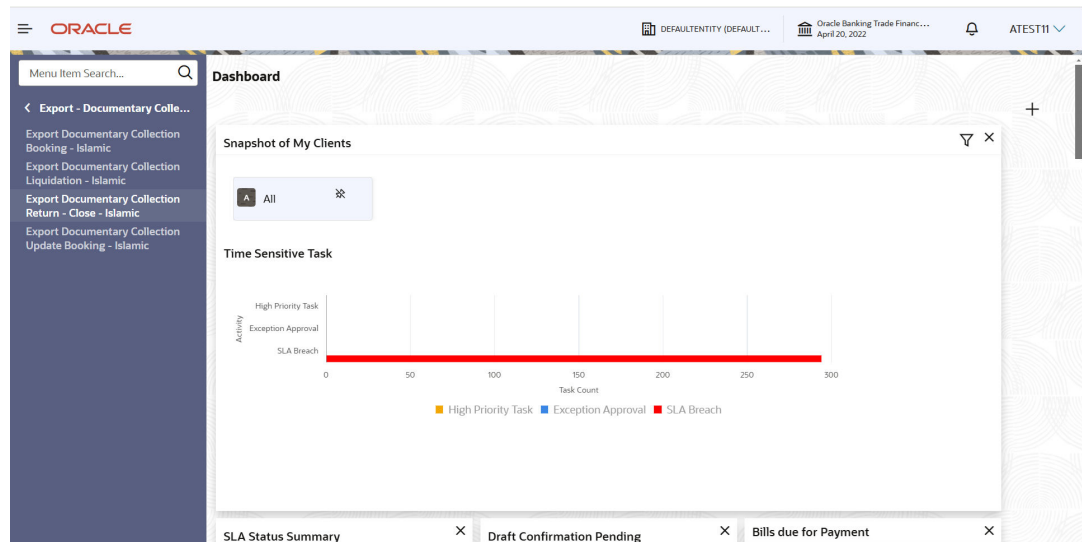 ORACLE
DEFAULTENTITY (DEFAULT...
Oracle Banking Trade Financ...
April 20, 2022
ATEST11
Menu Item Search...
Export - Documentary Colle...
Export Documentary Collection
Booking - Islamic
Export Documentary Collection
Liquidation - Islamic
Export Documentary Collection
Return - Close - Islamic
Export Documentary Collection
Update Booking - Islamic
Dashboard
Snapshot of My Clients
A All
Time Sensitive Task
Activity
High Priority Task
Exception Approval
SLA Breach
0 50 100 150 200 250 300
Task Count
High Priority Task Exception Approval SLA Breach
SLA Status Summary
Draft Confirmation Pending
Bills due for Payment